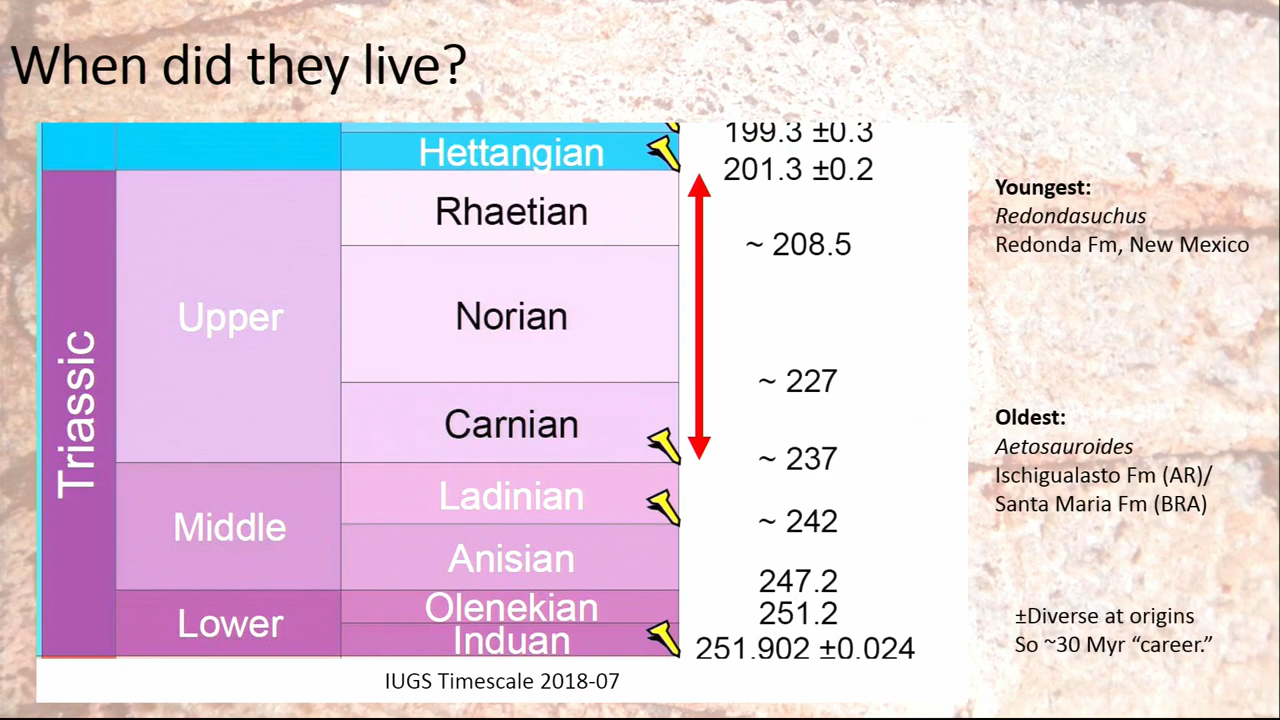 When did they live?
Hettangian
Rhaetian
Norian
Carnian
Ladinian
Anisian
Olenekian
Induan
Triassic
Upper
Middle
Lower
199.3 ±0.3
201.3 ±0.2
~ 208.5
~ 227
~ 237
~ 242
247.2
251.2
251.902 ±0.024
IUGS Timescale 2018-07
Youngest:
Redondasuchus
Redonda Fm, New Mexico
Oldest:
Aetosauroides
Ischigualasto Fm (AR)/
Santa Maria Fm (BRA)
±Diverse at origins
So ~30 Myr “career.”